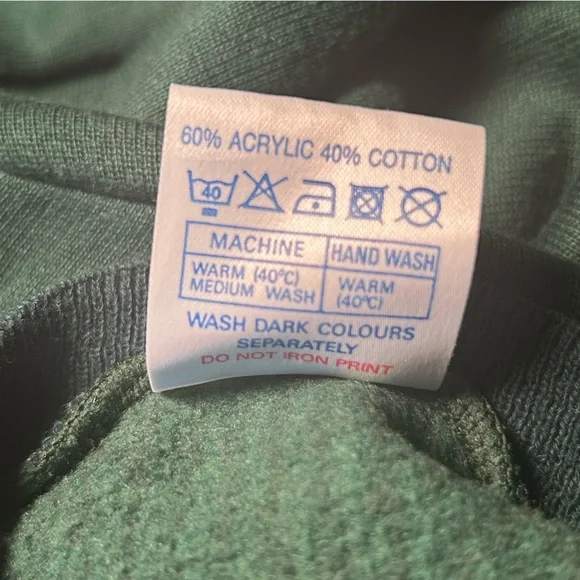 60% ACRYLIC 40% COTTON
40
MACHINE HAND WASH
WARM (40°C) WARM
MEDIUM WASH (40°C)
WASH DARK COLOURS
SEPARATELY
DO NOT IRON PRINT